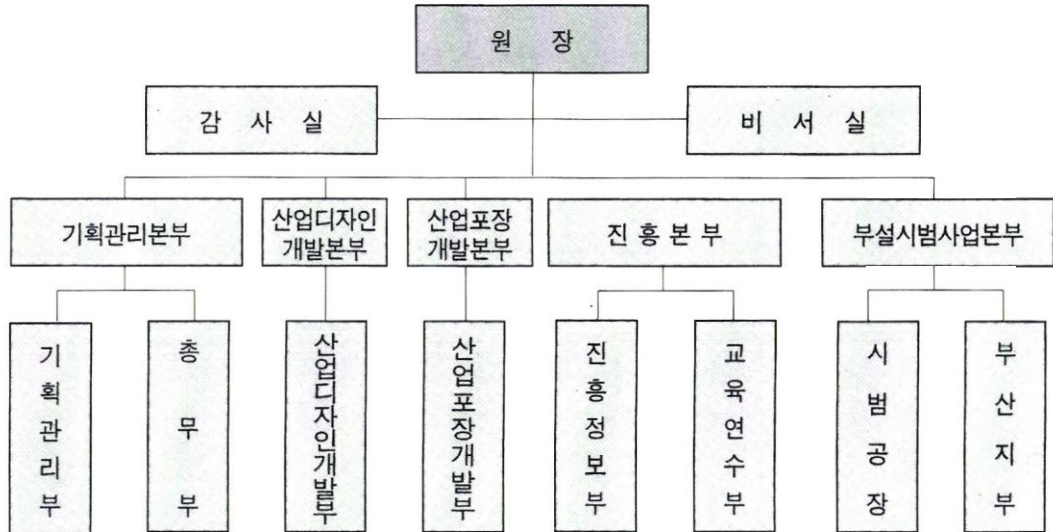 원 장
감 사 실
비 서 실
기획관리본부
산업디자인
개발본부
산업포장
개발본부
진 흥 본 부
부설시범사업본부
기획관리부
총무부
산업디자인개발부
산업포장개발부
진흥정보부
교육연수부
시범공장
부산지부